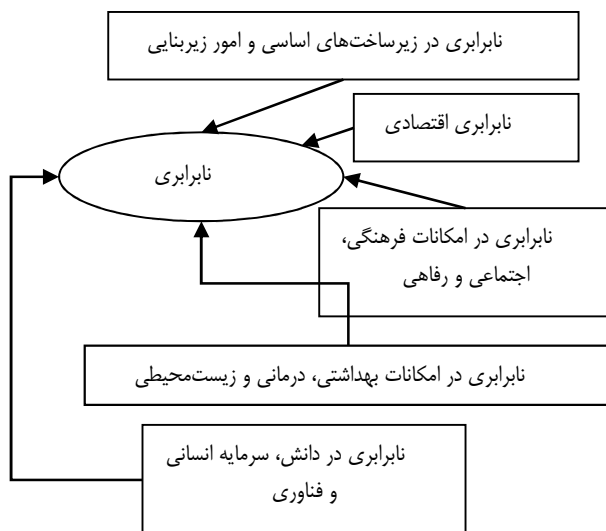 نابرابری در زیرساخت‌های اساسی و امور زیربنایی
نابرابری اقتصادی
نابرابری
نابرابری در امکانات فرهنگی،
اجتماعی و رفاهی
نابرابری در امکانات بهداشتی، درمانی و زیست‌محیطی
نابرابری در دانش، سرمایه انسانی
و فناوری